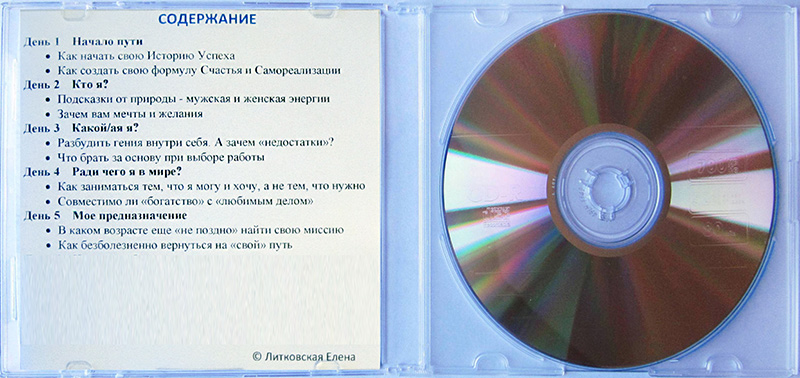 СОДЕРЖАНИЕ
День 1 Начало пути
• Как начать свою Историю Успеха
• Как создать свою формулу Счастья и Самореализации
День 2 Кто я?
• Подсказки от природы - мужская и женская энергии
• Зачем вам мечты и желания
День 3 Какой/ая я?
• Разбудить гения внутри себя. А зачем «недостатки»?
• Что брать за основу при выборе работы
День 4 Ради чего я в мире?
• Как заниматься тем, что я могу и хочу, а не тем, что нужно
• Совместимо ли «богатство» с «любимым делом»
День 5 Мое предназначение
• В каком возрасте еще «не поздно» найти свою миссию
• Как безболезненно вернуться на «свой» путь
© Литковская Елена